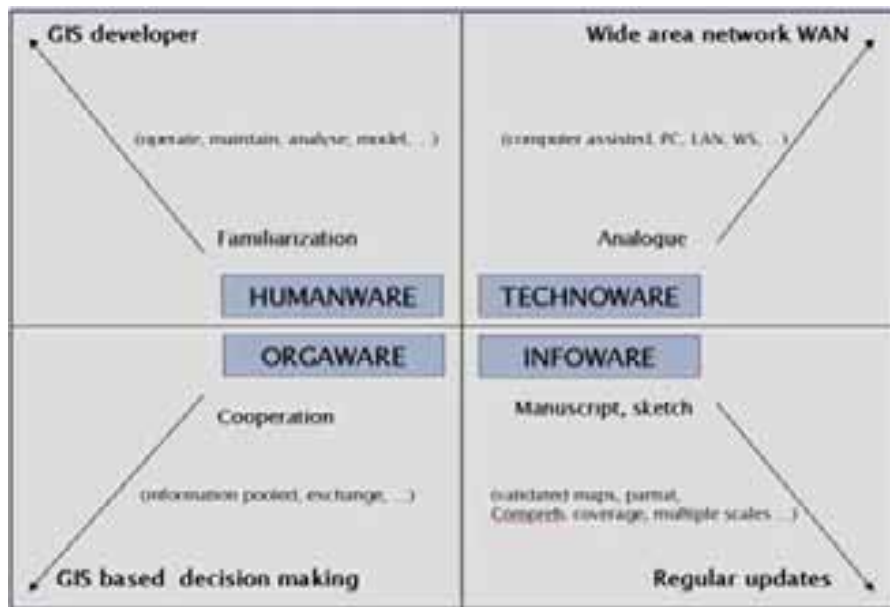 GIS developer
(operate, maintain, analyse, model, ...)
Familiarization
HUMANWARE
Wide area network WAN
(computer assisted, PC, LAN, WS, ...)
Analogue
TECHNOWARE
ORGAWARE
Cooperation
(information pooled, exchange, ...)
GIS based decision making
INFOWARE
Manuscript, sketch
(validated maps, partial,
coverage, multiple scales ...)
Regular updates